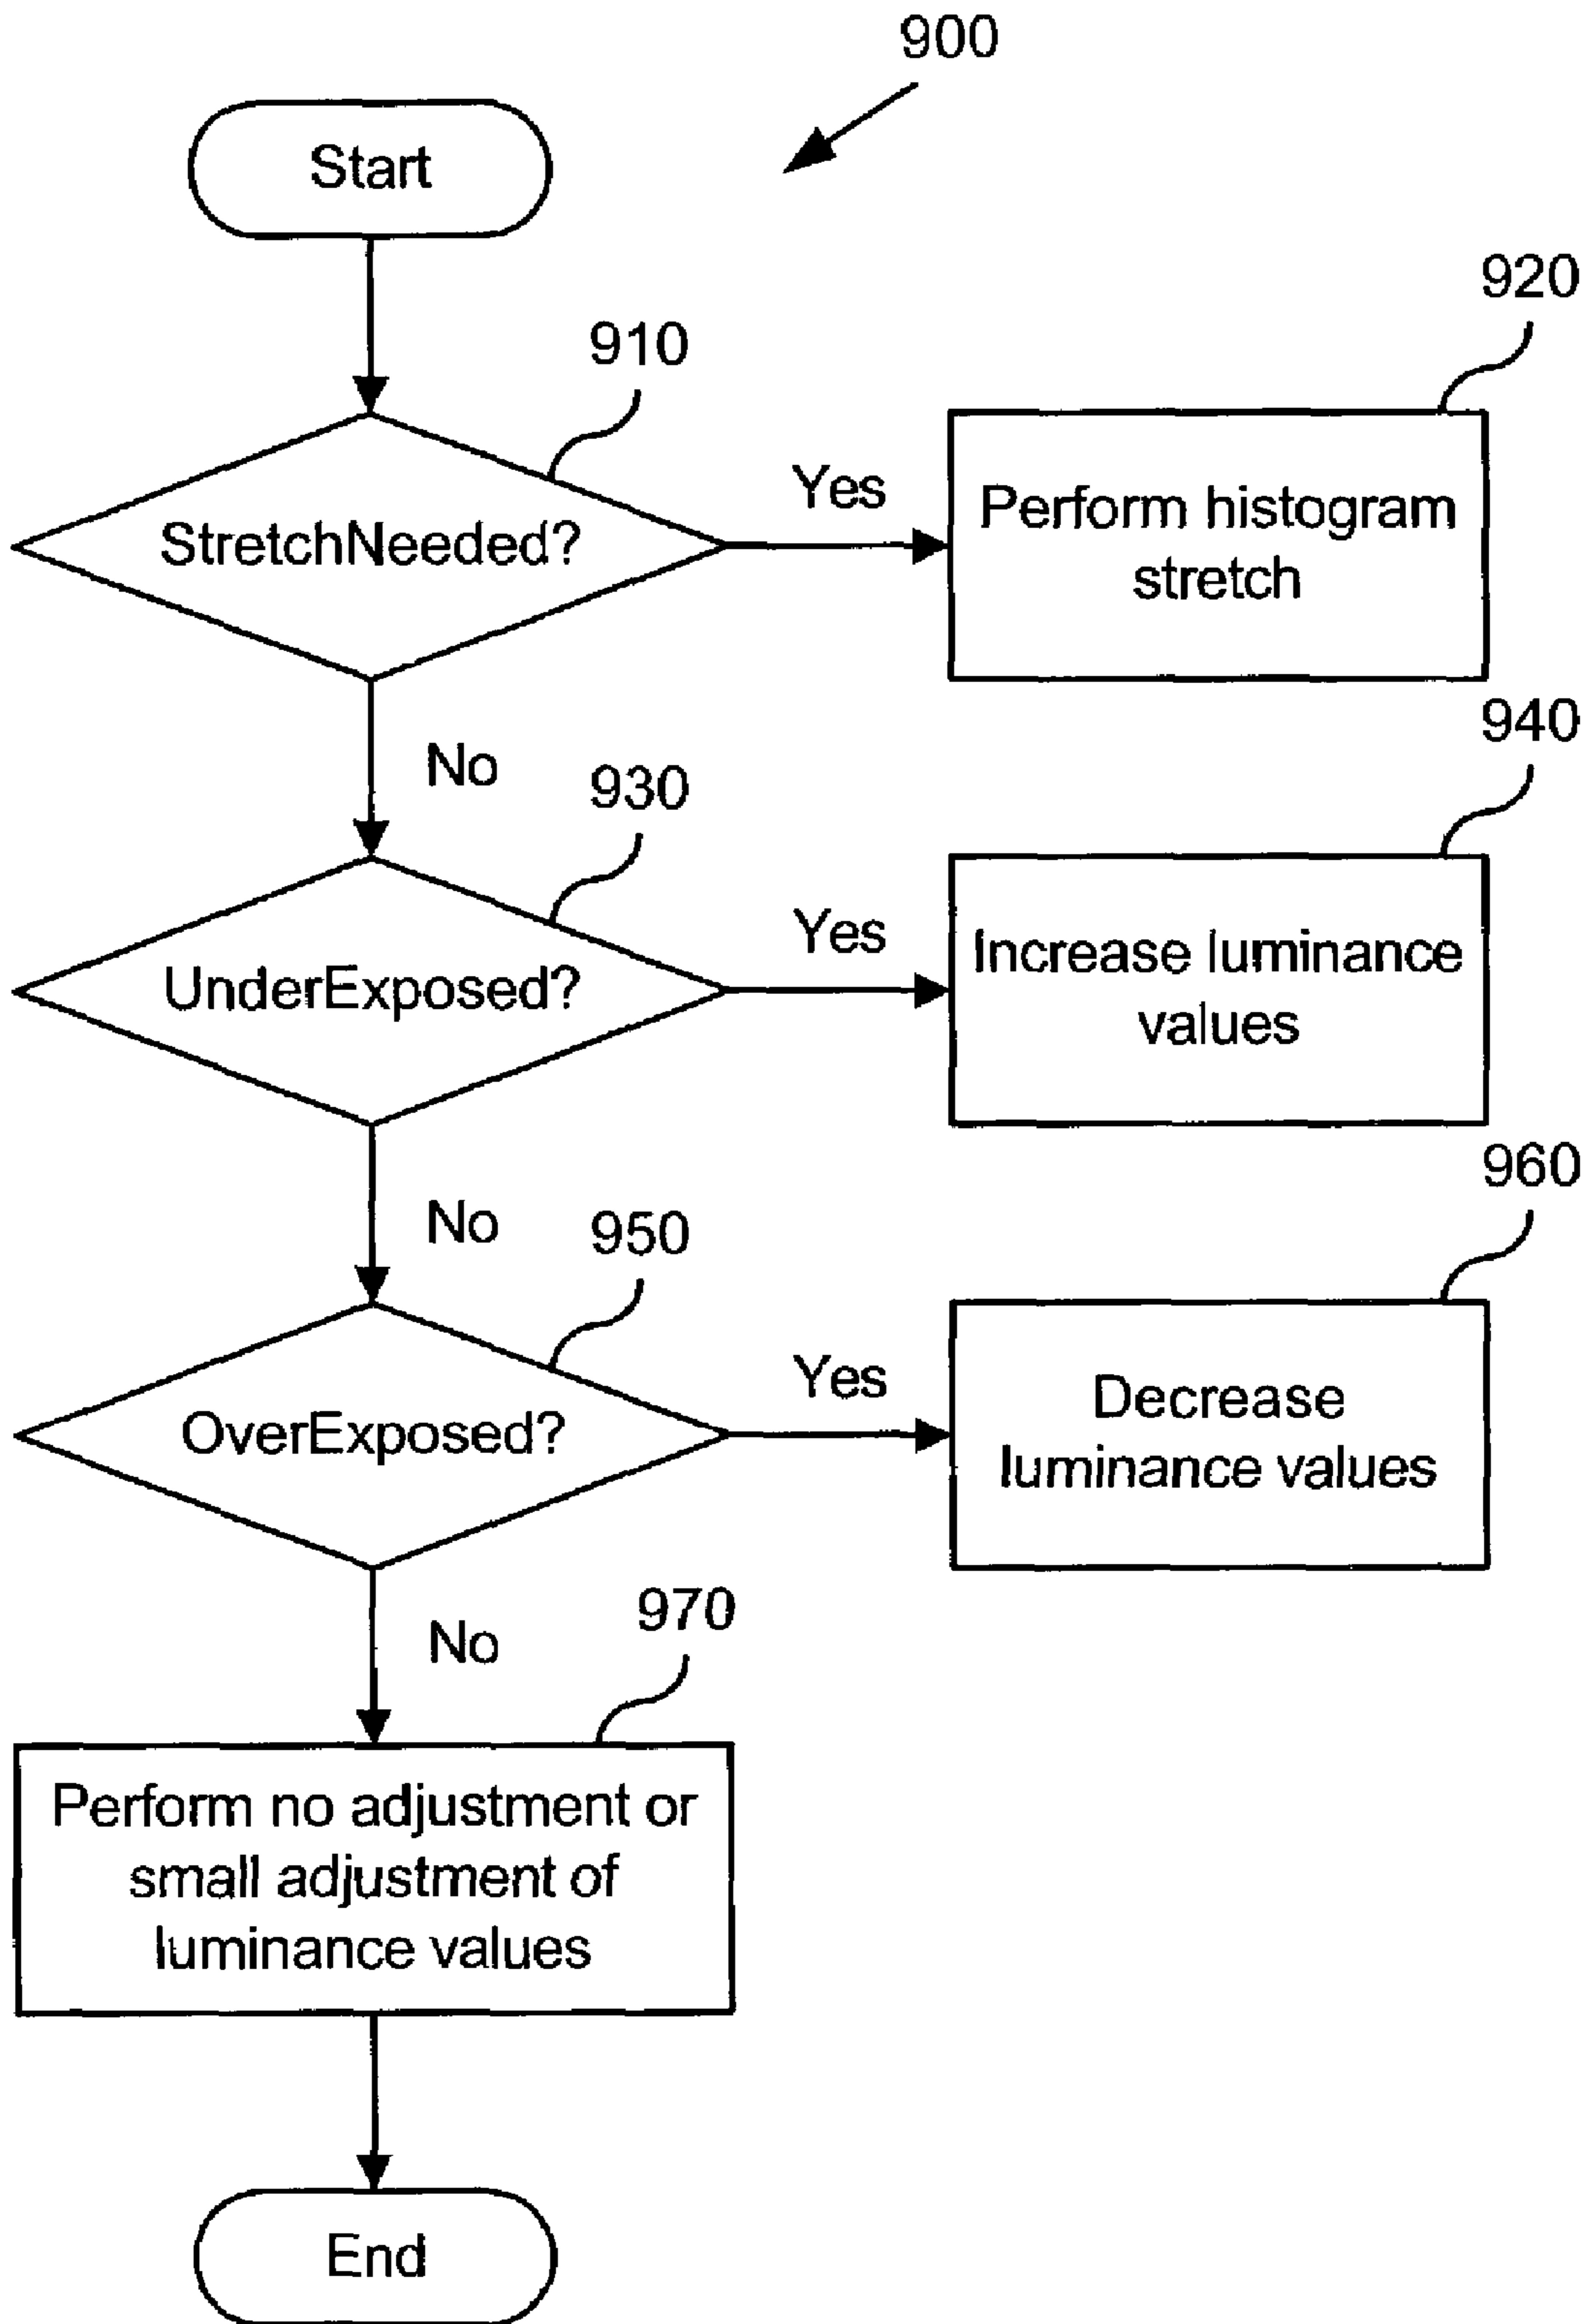 900
Start
920
910
Yes
Perform histogram
stretch
StretchNeeded?
940
No
930
Yes
Increase luminance
values
UnderExposed?
960
No
950
Yes
Decrease
luminance values
OverExposed?
970
No
Perform no adjustment or
small adjustment of
luminance values
End